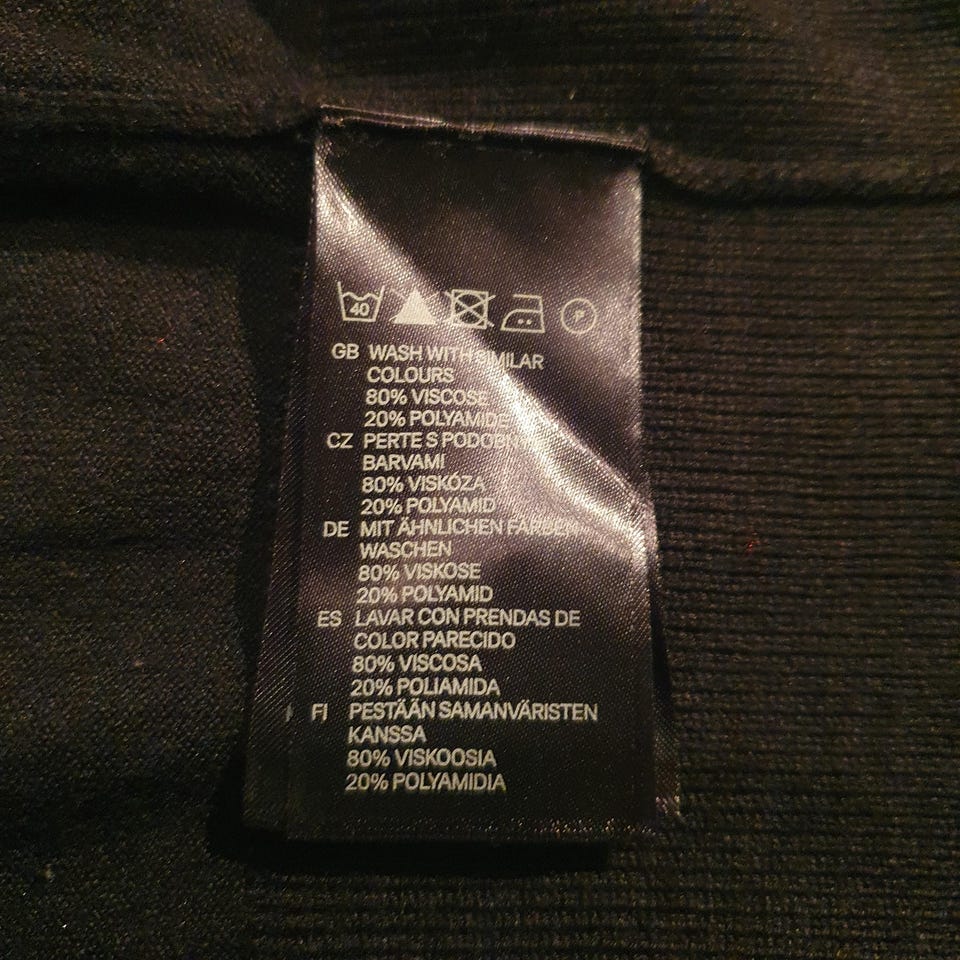 40 P
GB WASH WITH SIMILAR
COLOURS
80% VISCOSE
20% POLYAMIDE
CZ PERTE S
BARVAMI
80% VISKÓZA
20% POLYAMID
DE MIT ÄHNLICHEN FARBEN
WASCHEN
80% VISKOSE
20% POLYAMID
ES LAVAR CON PRENDAS DE
COLOR PARECIDO
80% VISCOSA
20% POLIAMIDA
FI PESTÄÄN SAMANVÄRISTEN
KANSSA
80% VISKOOSIA
20% POLYAMIDIA